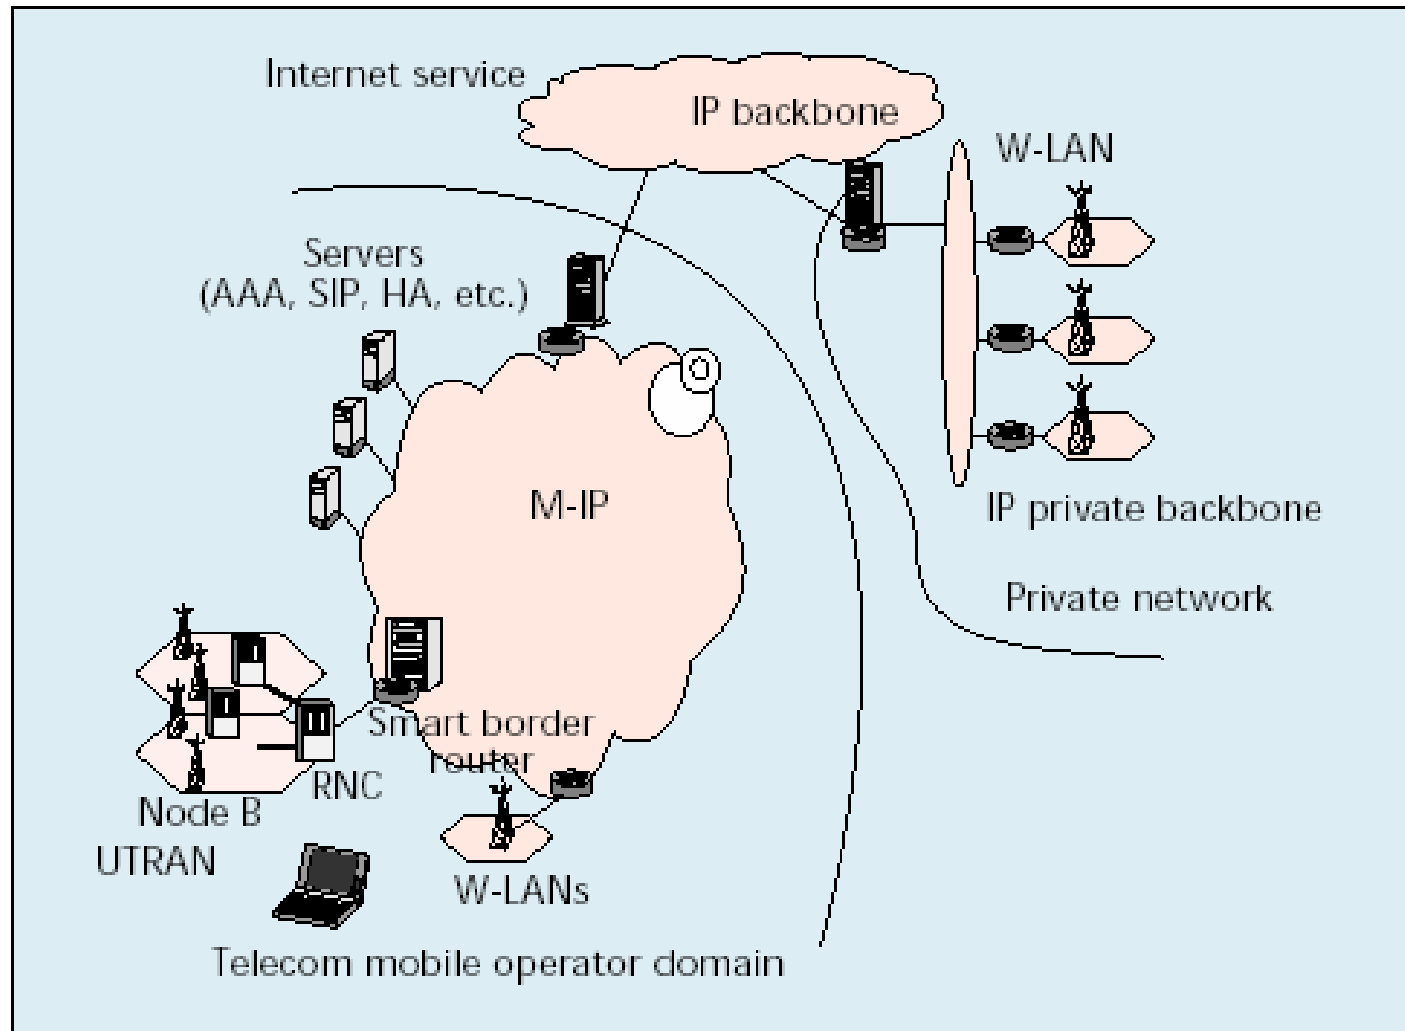 Internet service
IP backbone
W-LAN
Servers
(AAA, SIP, HA, etc.)
M-IP
IP private backbone
Private network
Smart border
router
RNC
Node B
UTRAN
W-LANs
Telecom mobile operator domain